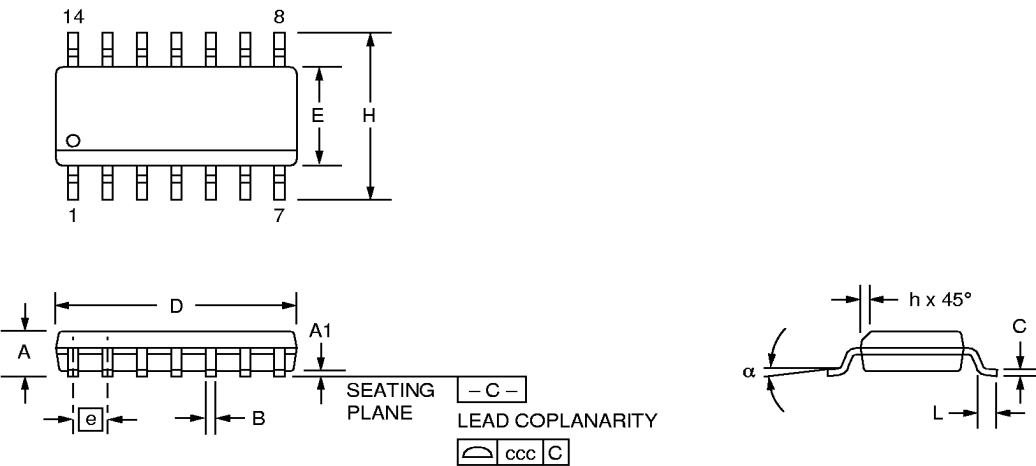 14 8
E H
1 7
D
A
A1
e
B
SEATING
PLANE
– C –
LEAD COPLANARITY
ccc C
h x 45°
C
α
L